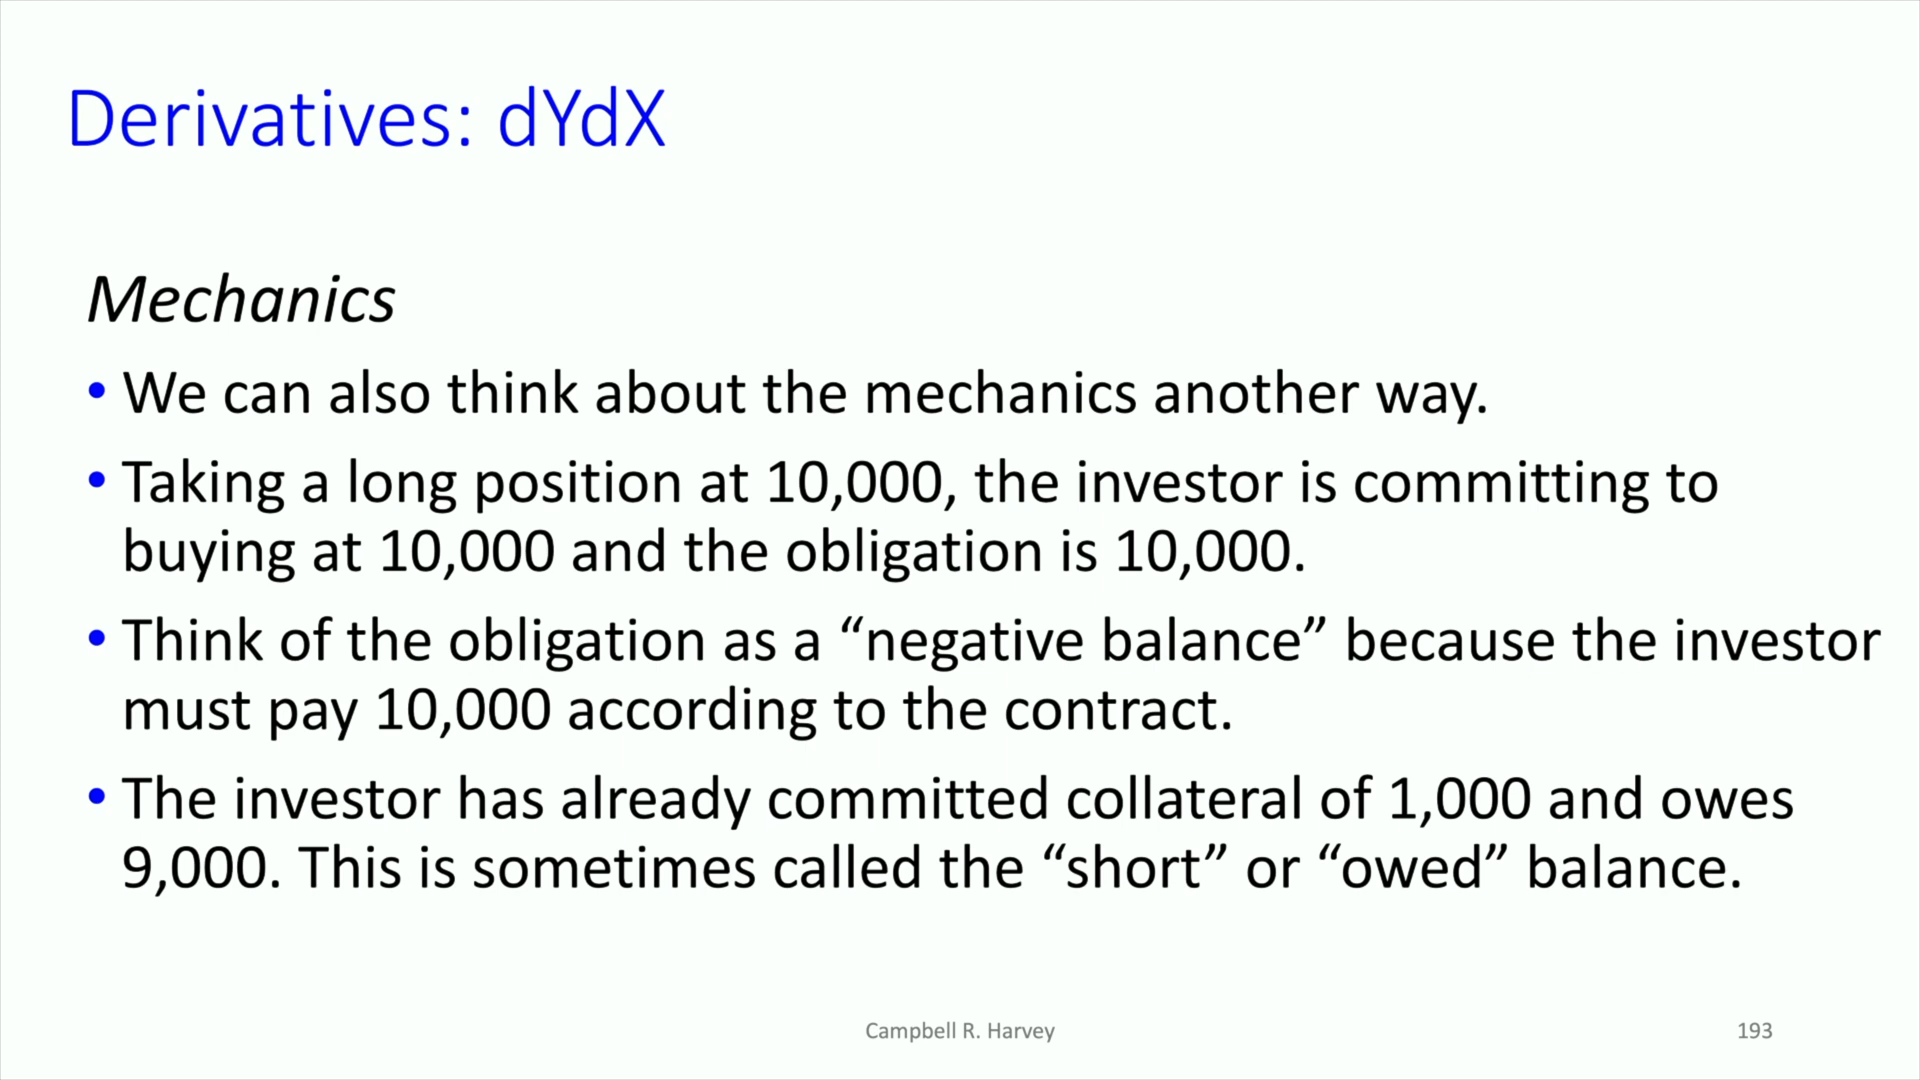 Derivatives: dYdX
Mechanics
• We can also think about the mechanics another way.
• Taking a long position at 10,000, the investor is committing to
buying at 10,000 and the obligation is 10,000.
• Think of the obligation as a “negative balance” because the investor
must pay 10,000 according to the contract.
• The investor has already committed collateral of 1,000 and owes
9,000. This is sometimes called the “short” or “owed” balance.
Campbell R. Harvey
193